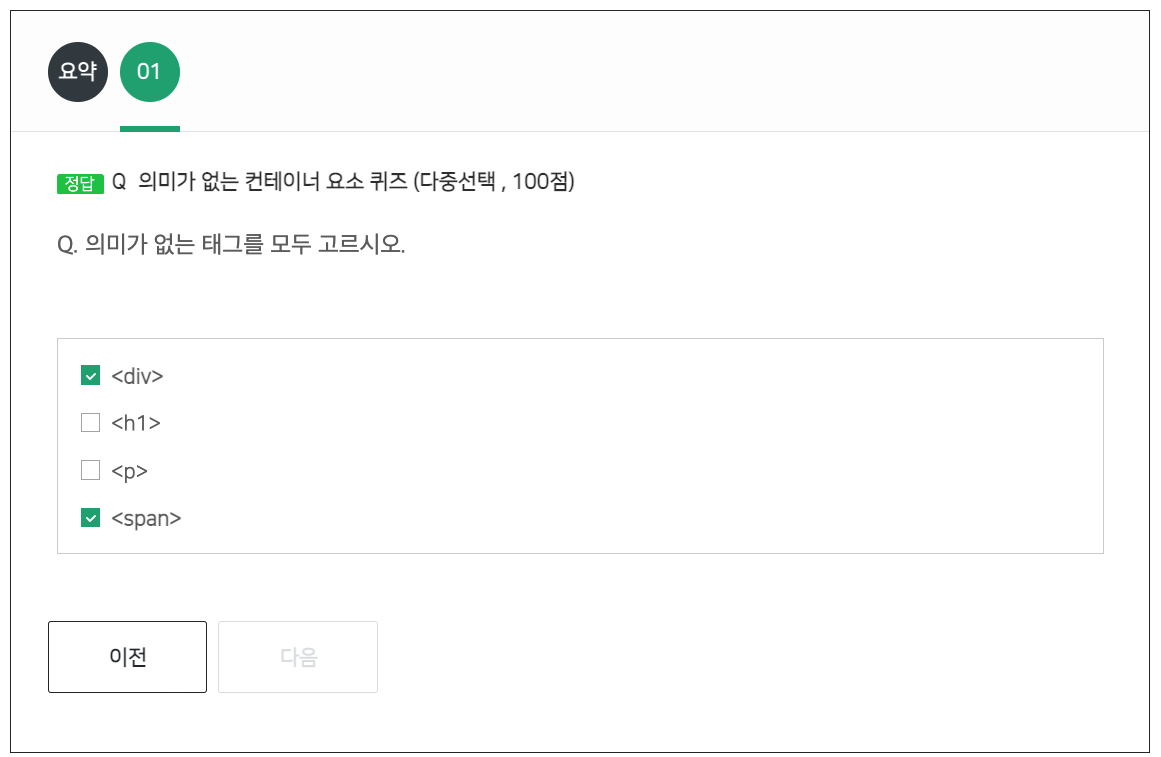 요약 01
정답 Q 의미가 없는 컨테이너 요소 퀴즈 (다중선택 , 100점)
Q. 의미가 없는 태그를 모두 고르시오.
<div>
<h1>
<p>
<span>
이전 다음